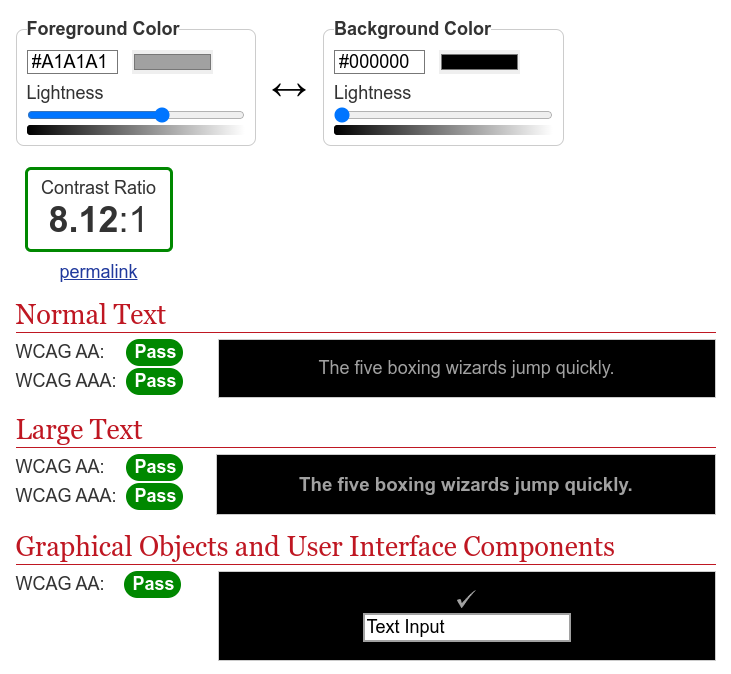 Foreground Color
Background Color
#A1A1A1
#000000
Lightness
Lightness
Contrast Ratio
8.12:1
permalink
Normal Text
WCAG AA: Pass
WCAG AAA: Pass
The five boxing wizards jump quickly.
Large Text
WCAG AA: Pass
WCAG AAA: Pass
The five boxing wizards jump quickly.
Graphical Objects and User Interface Components
WCAG AA: Pass
Text Input